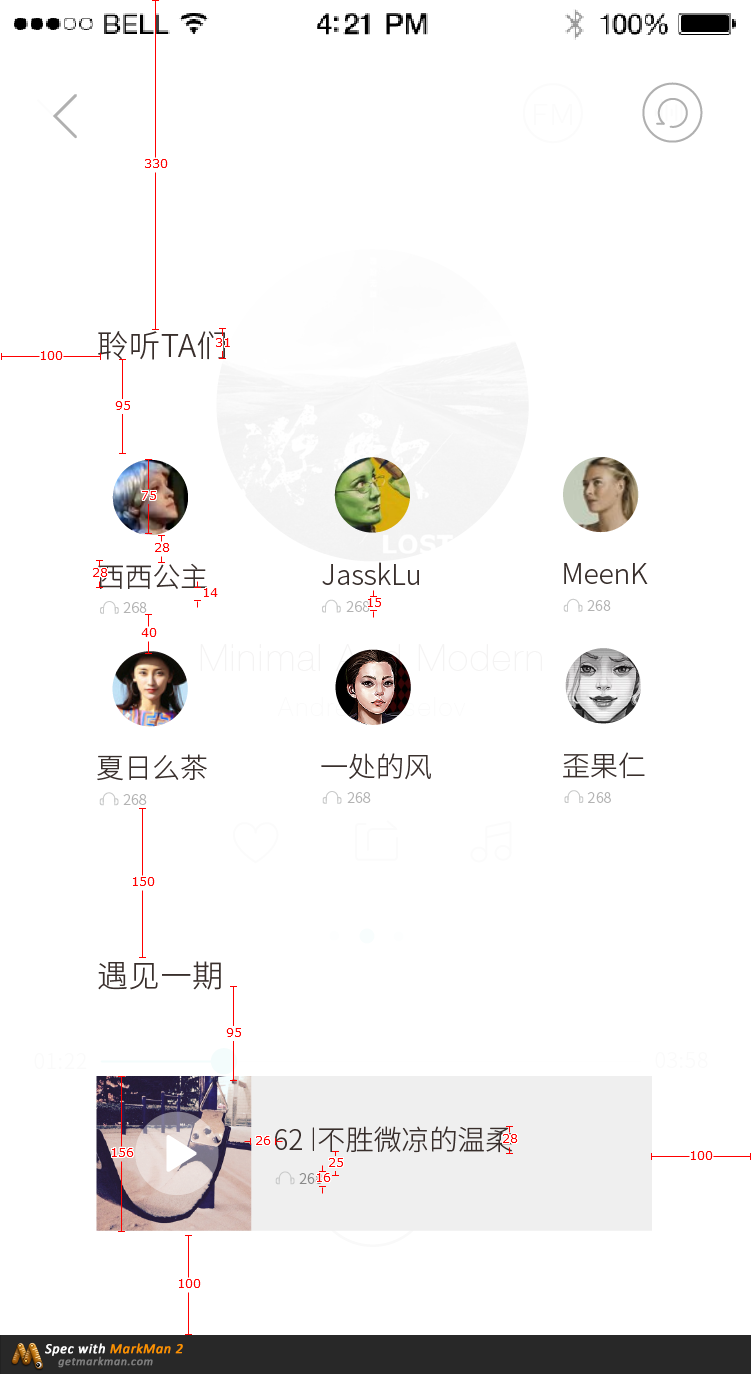 BELL 4:21 PM 100%
FM
330
聆听TA们
31
100
95
75
LOST
28
西西公主 JasskLu MeenK
28
14
268 268 268
15
40
Minimal And Modern
夏日么茶 一处的风 歪果仁
268 268 268
150
遇见一期
95
01:22 03:58
62 |不胜微凉的温柔
28
26
156
25
100
26
16
100
Spec with MarkMan 2
getmarkman.com